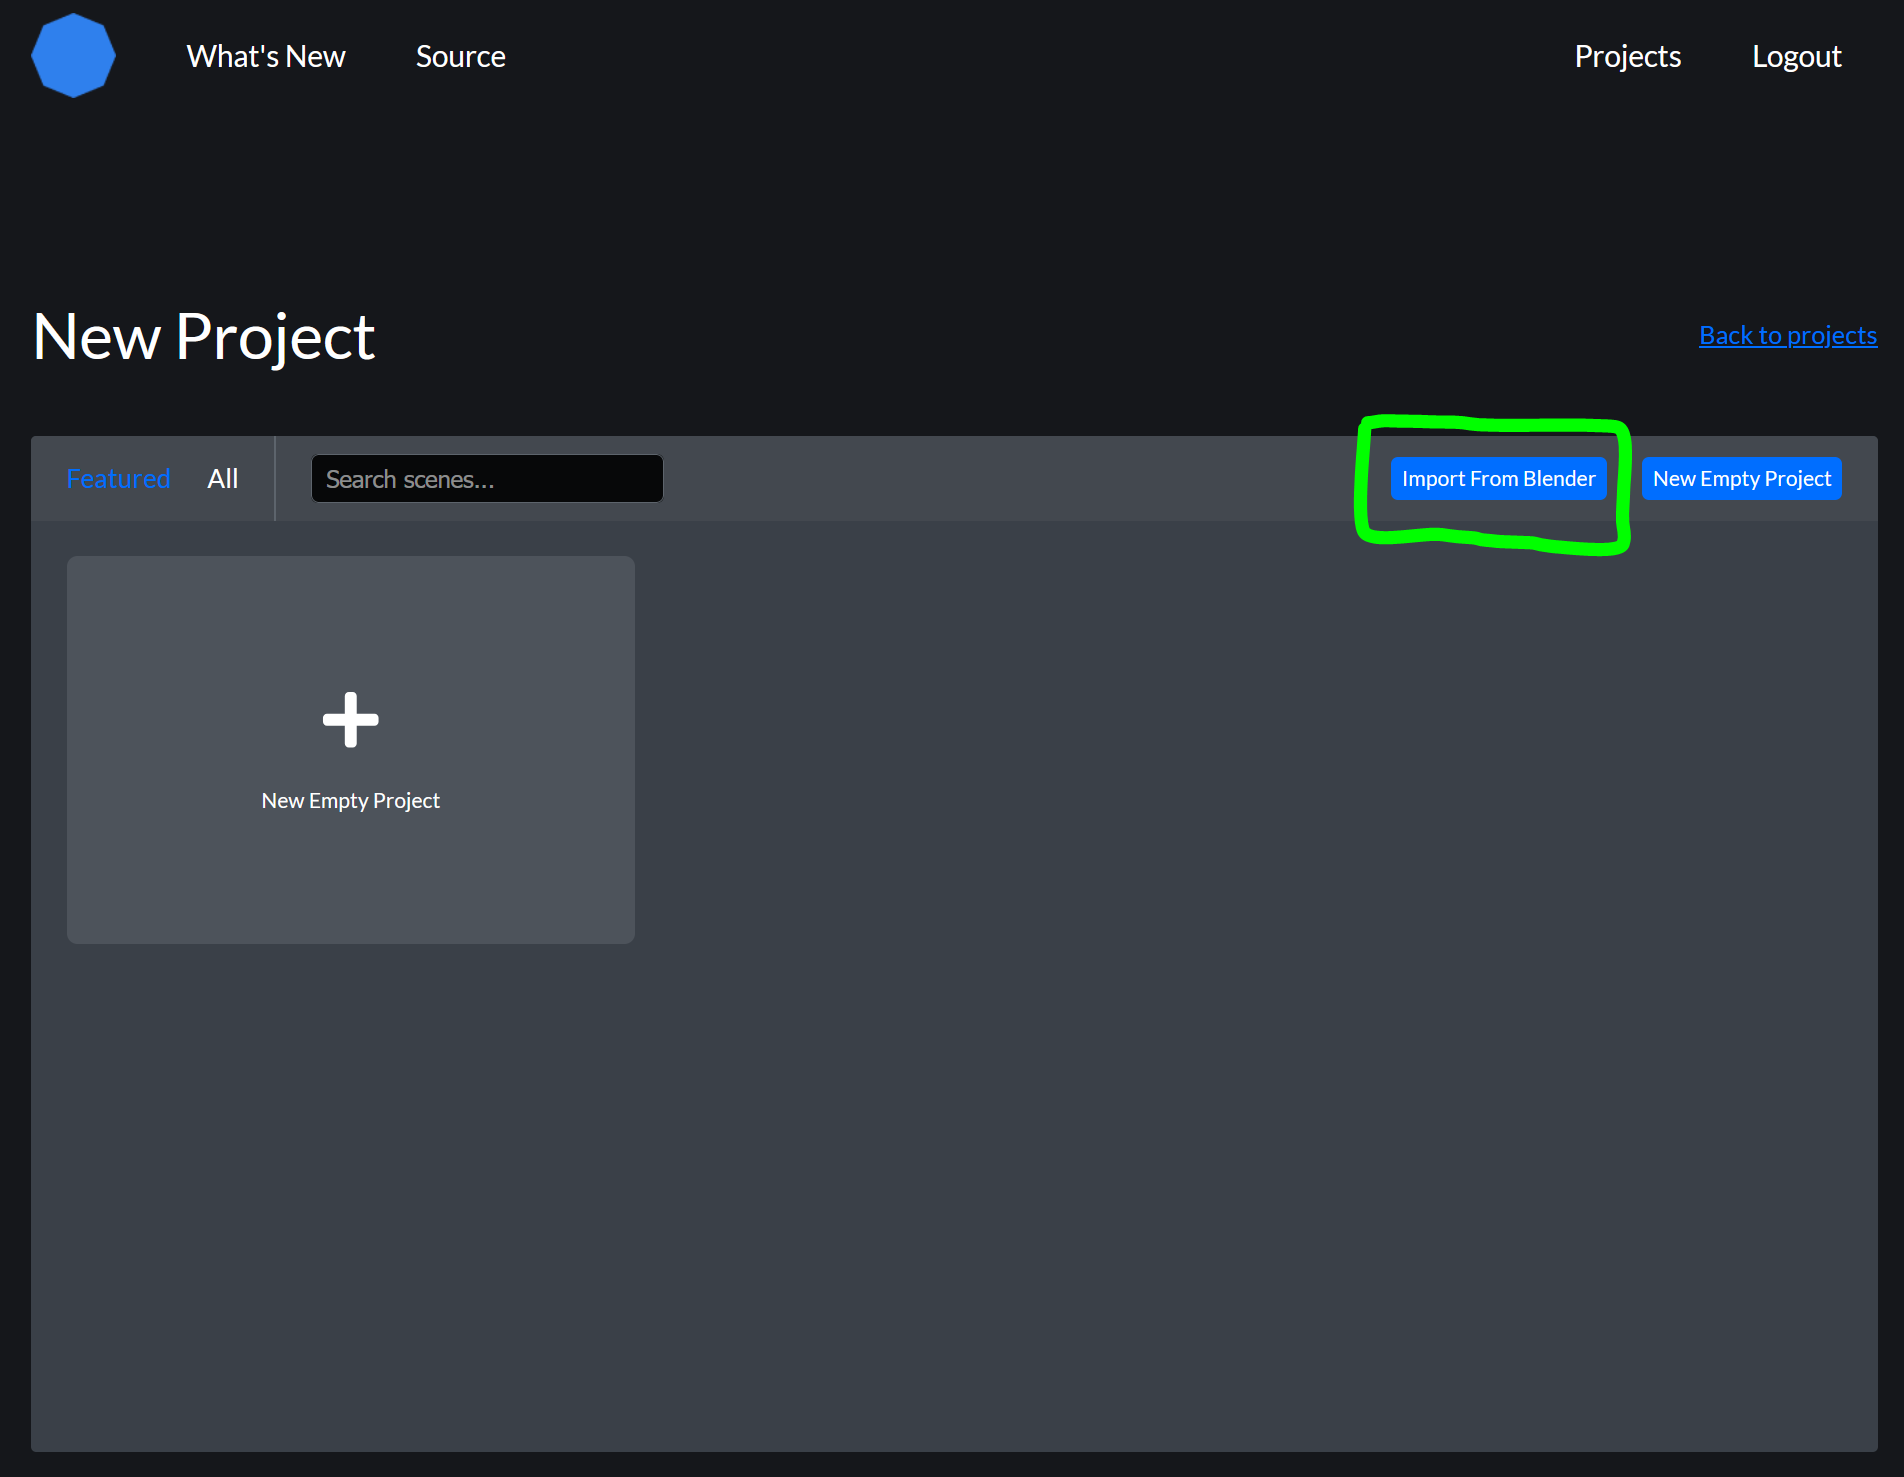 What's New Source Projects Logout
New Project
Back to projects
Featured All Search scenes... Import From Blender New Empty Project
New Empty Project